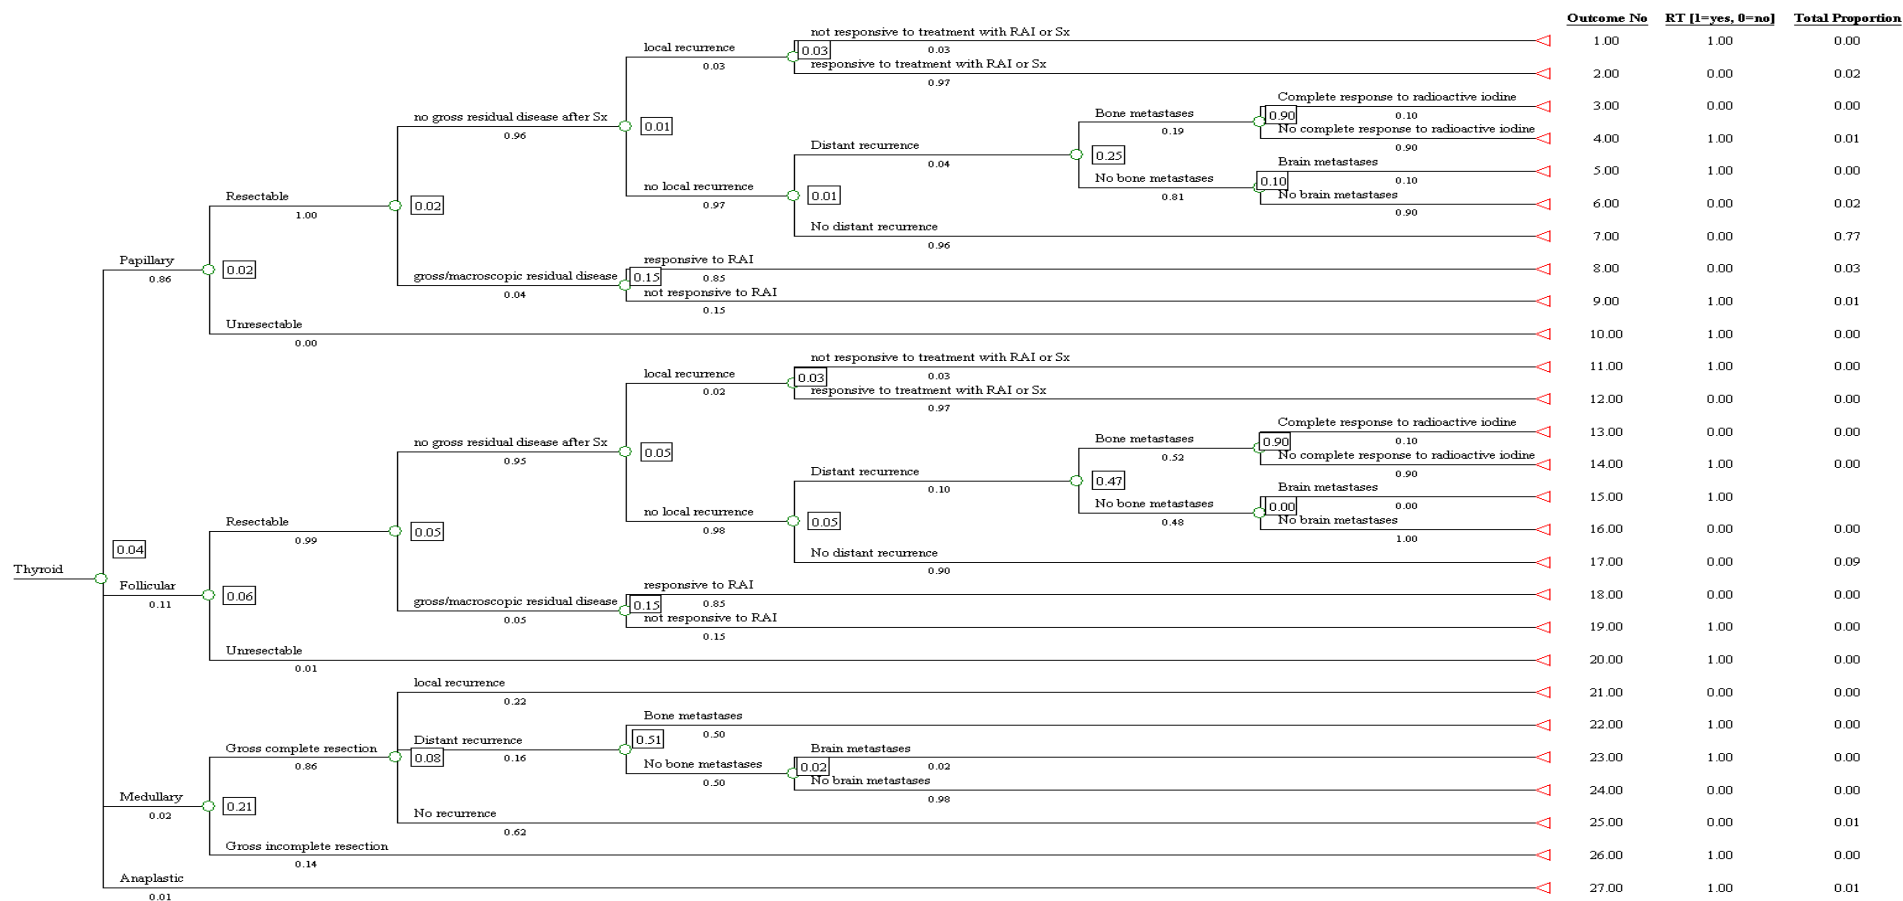 Outcome No RT [1=yes, 0=no] Total Proportion
not responsive to treatment with RAI or Sx 1.00 1.00 0.00
local recurrence 0.03 0.03
0.03 responsive to treatment with RAI or Sx 2.00 0.00 0.02
0.97
Complete response to radioactive iodine 3.00 0.00 0.00
Bone metastases 0.90 0.10
no gross residual disease after Sx 0.01 0.19 No complete response to radioactive iodine 4.00 1.00 0.01
0.96 Distant recurrence 0.90
0.04 0.25 Brain metastases 5.00 1.00 0.00
No bone metastases 0.10 0.10
no local recurrence 0.01 0.81 No brain metastases 6.00 0.00 0.02
Resectable 0.97 0.90
1.00 0.02 No distant recurrence 7.00 0.00 0.77
0.96
Papillary responsive to RAI 8.00 0.00 0.03
0.86 0.02 gross/macroscopic residual disease 0.15 0.85
0.04 not responsive to RAI 9.00 1.00 0.01
0.15
Unresectable 10.00 1.00 0.00
0.00
not responsive to treatment with RAI or Sx 11.00 1.00 0.00
local recurrence 0.03 0.03
0.02 responsive to treatment with RAI or Sx 12.00 0.00 0.00
0.97
Complete response to radioactive iodine 13.00 0.00 0.00
no gross residual disease after Sx 0.05 Bone metastases 0.90 0.10
0.95 0.52 No complete response to radioactive iodine 14.00 1.00 0.00
Distant recurrence 0.90
0.10 0.47 Brain metastases 15.00 1.00
No bone metastases 0.00 0.00
Resectable no local recurrence 0.05 0.48 No brain metastases 16.00 0.00 0.00
0.99 0.05 0.98 1.00
0.04 No distant recurrence 17.00 0.00 0.09
Thyroid 0.90
Follicular responsive to RAI 18.00 0.00 0.00
0.11 0.06 gross/macroscopic residual disease 0.15 0.85
0.05 not responsive to RAI 19.00 1.00 0.00
0.15
Unresectable 20.00 1.00 0.00
0.01
local recurrence 21.00 0.00 0.00
0.22
Bone metastases 22.00 1.00 0.00
0.50
Gross complete resection Distant recurrence 0.51 Brain metastases 23.00 1.00 0.00
0.86 0.08 0.16 No bone metastases 0.02 0.02
0.50 No brain metastases 24.00 0.00 0.00
Medullary 0.98
0.02 0.21 No recurrence 25.00 0.00 0.01
0.62
Gross incomplete resection 26.00 1.00 0.00
0.14
Anaplastic 27.00 1.00 0.01
0.01